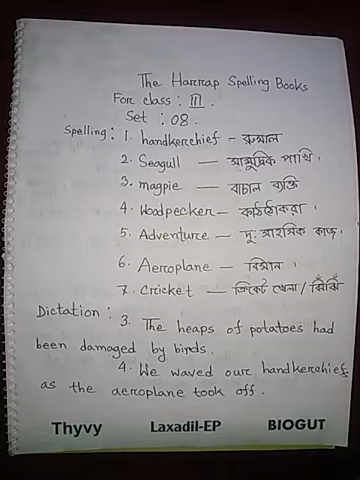 The Harrap Spelling Books
For class : III.
Set : 08.
Spelling : 1. handkerchief - রুমাল
2. Seagull — সামুদ্রিক পাখি ।
3. magpie — বাচাল ব্যক্তি
4. Woodpecker — কাঠঠোকরা ।
5. Adventure — দুঃসাহসিক কাজ ।
6. Aeroplane — বিমান ।
7. Cricket — ক্রিকেট খেলা / ঝিঁঝিঁ
Dictation : 3. The heaps of potatoes had
been damaged by birds.
4. We waved our handkerchiefs
as the aeroplane took off.
Thyvy Laxadil-EP BIOGUT